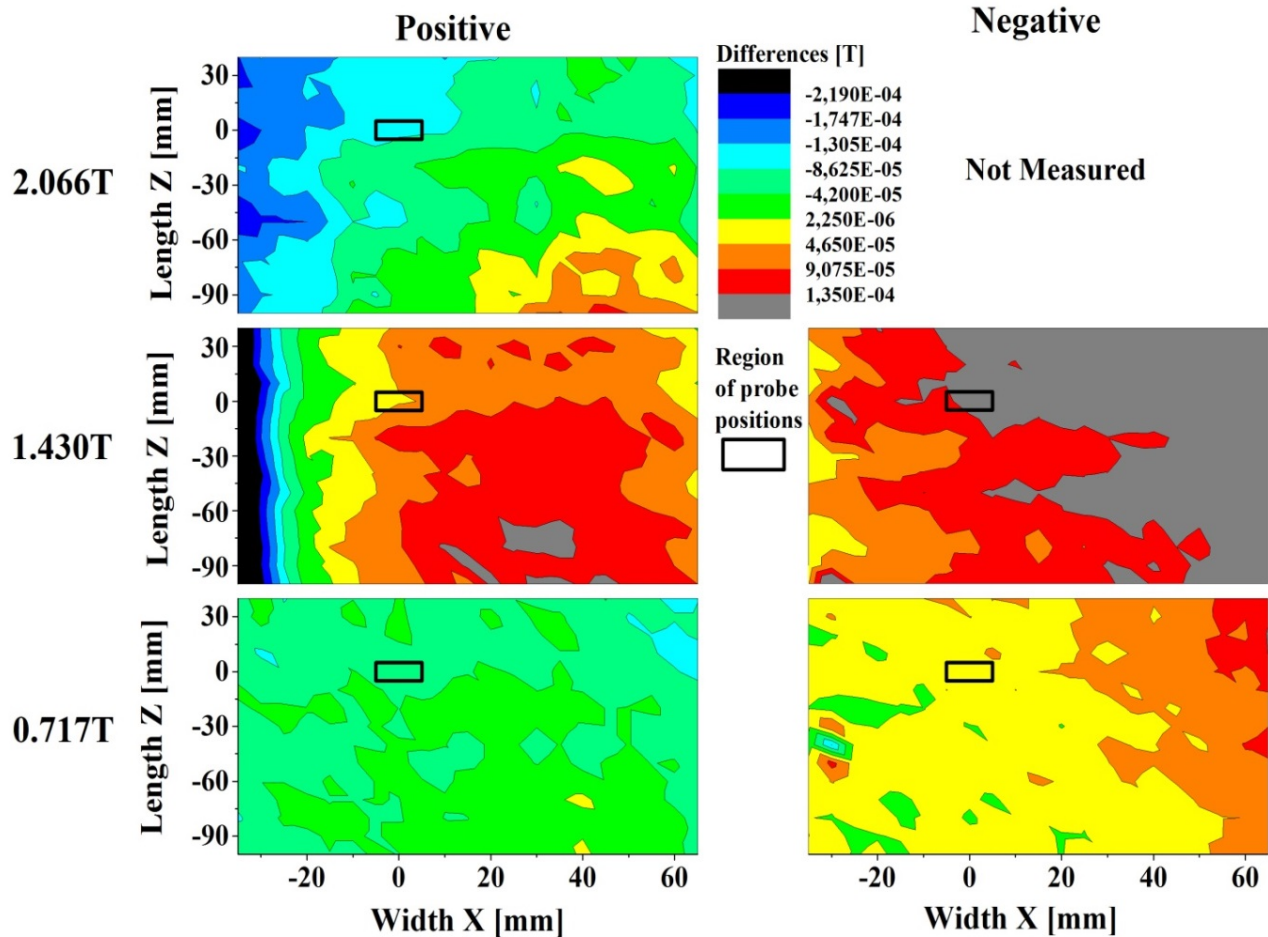 Positive
Negative
Differences [T]
-2,190E-04
-1,747E-04
-1,305E-04
-8,625E-05
-4,200E-05
2,250E-06
4,650E-05
9,075E-05
1,350E-04
2.066T
Length Z [mm]
30
0
-30
-60
-90
Not Measured
1.430T
Length Z [mm]
30
0
-30
-60
-90
Region
of probe
positions
0.717T
Length Z [mm]
30
0
-30
-60
-90
-20 0 20 40 60
Width X [mm]
-20 0 20 40 60
Width X [mm]